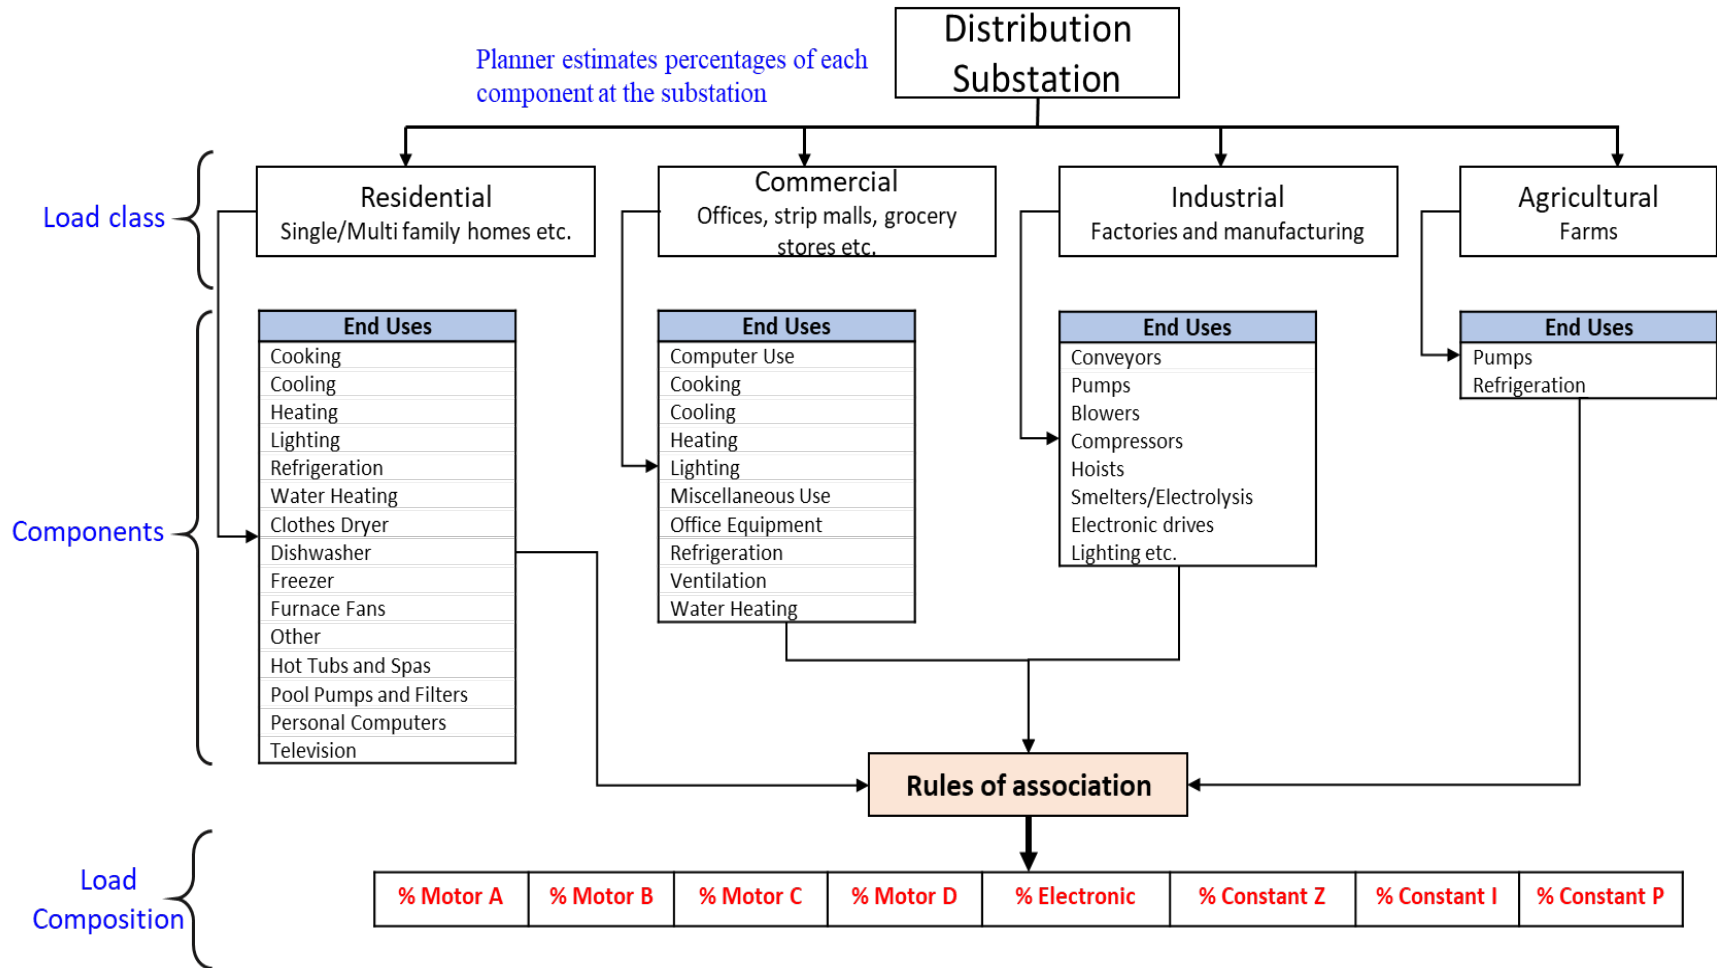 Distribution
Substation
Planner estimates percentages of each
component at the substation
Load class
Residential
Single/Multi family homes etc.
Commercial
Offices, strip malls, grocery
stores etc.
Industrial
Factories and manufacturing
Agricultural
Farms
Components
End Uses
Cooking
Cooling
Heating
Lighting
Refrigeration
Water Heating
Clothes Dryer
Dishwasher
Freezer
Furnace Fans
Other
Hot Tubs and Spas
Pool Pumps and Filters
Personal Computers
Television
End Uses
Computer Use
Cooking
Cooling
Heating
Lighting
Miscellaneous Use
Office Equipment
Refrigeration
Ventilation
Water Heating
End Uses
Conveyors
Pumps
Blowers
Compressors
Hoists
Smelters/Electrolysis
Electronic drives
Lighting etc.
End Uses
Pumps
Refrigeration
Rules of association
Load
Composition
% Motor A
% Motor B
% Motor C
% Motor D
% Electronic
% Constant Z
% Constant I
% Constant P